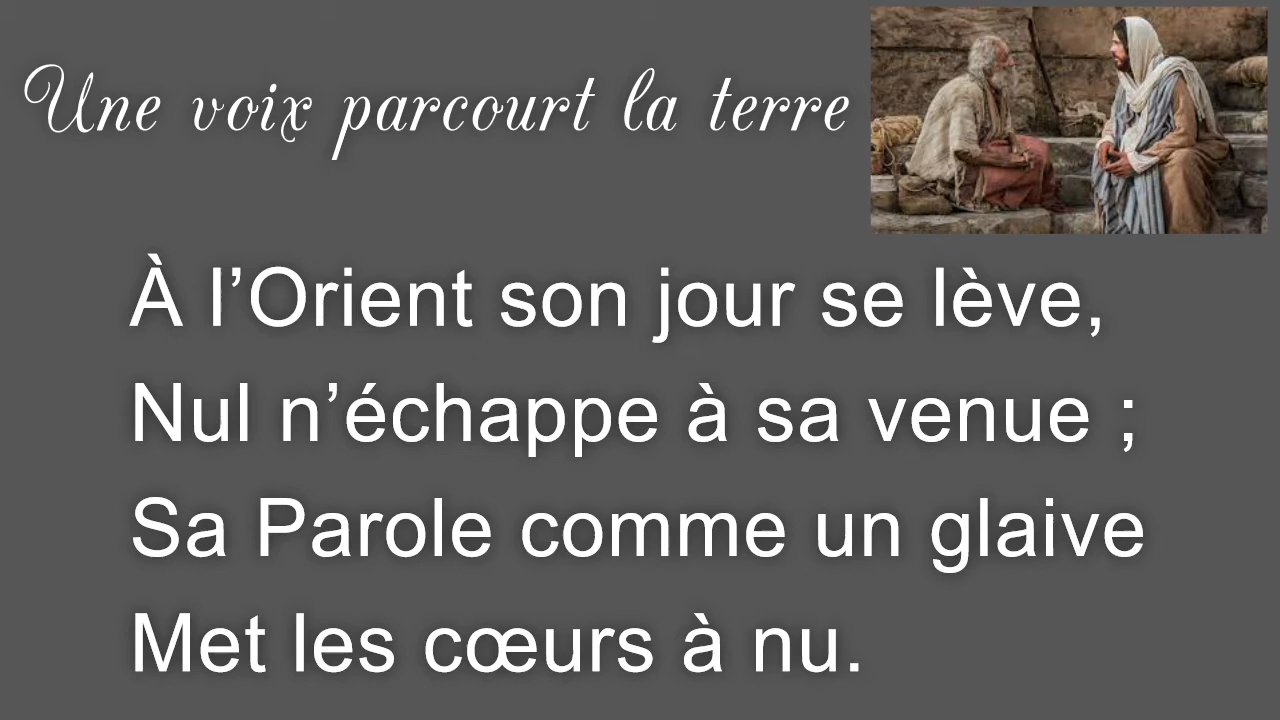 Une voix parcourt la terre
À l’Orient son jour se lève,
Nul n’échappe à sa venue ;
Sa Parole comme un glaive
Met les cœurs à nu.